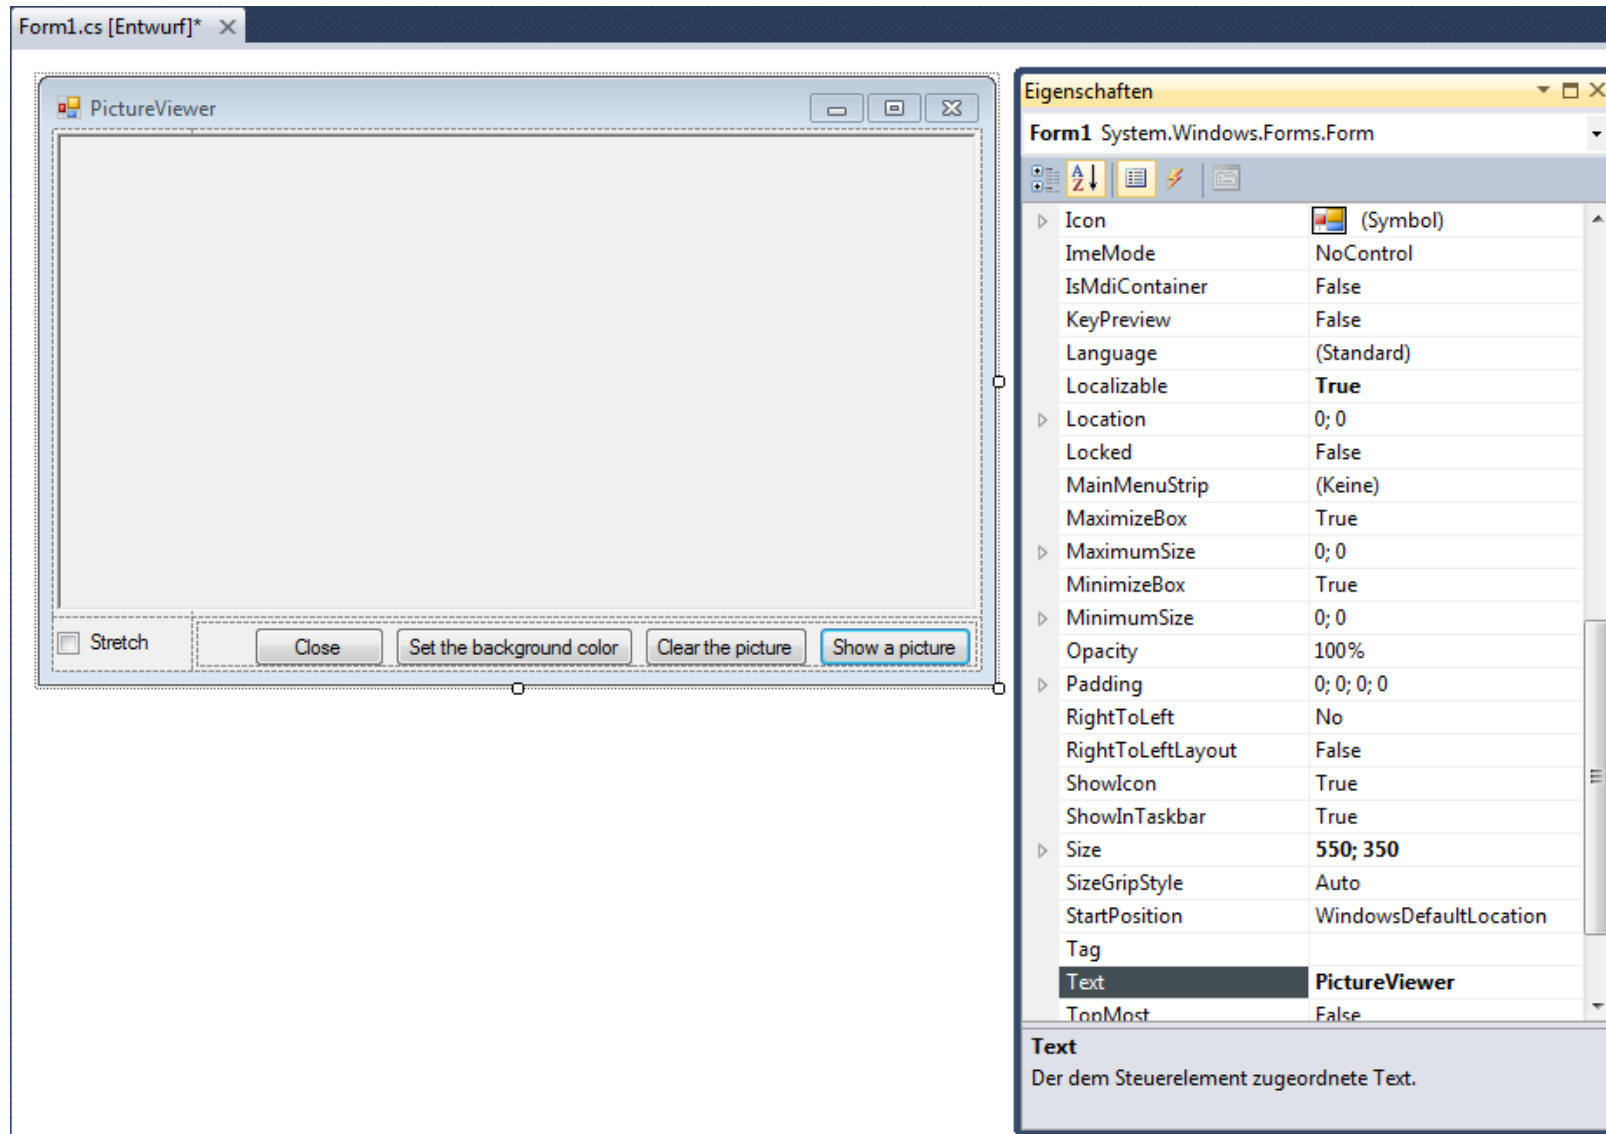 Form1.cs [Entwurf]*
PictureViewer
Stretch
Close
Set the background color
Clear the picture
Show a picture
Eigenschaften
Form1 System.Windows.Forms.Form
Icon (Symbol)
ImeMode NoControl
IsMdiContainer False
KeyPreview False
Language (Standard)
Localizable True
Location 0; 0
Locked False
MainMenuStrip (Keine)
MaximizeBox True
MaximumSize 0; 0
MinimizeBox True
MinimumSize 0; 0
Opacity 100%
Padding 0; 0; 0; 0
RightToLeft No
RightToLeftLayout False
ShowIcon True
ShowInTaskbar True
Size 550; 350
SizeGripStyle Auto
StartPosition WindowsDefaultLocation
Tag
Text PictureViewer
TopMost False
Text
Der dem Steuerelement zugeordnete Text.